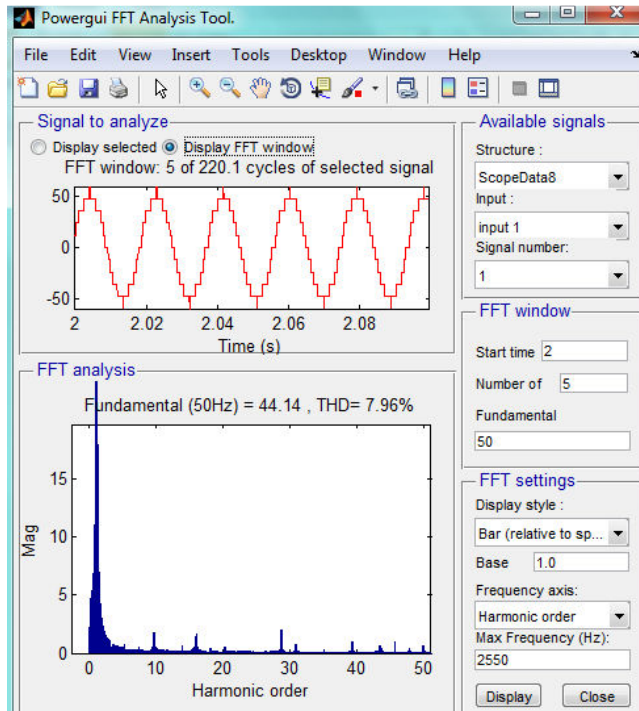 Powergui FFT Analysis Tool.
File Edit View Insert Tools Desktop Window Help
Signal to analyze
Display selected Display FFT window
FFT window: 5 of 220.1 cycles of selected signal
50
0
-50
2 2.02 2.04 2.06 2.08
Time (s)
FFT analysis
Fundamental (50Hz) = 44.14 , THD= 7.96%
15
10
5
0
Mag
0 10 20 30 40 50
Harmonic order
Available signals
Structure :
ScopeData8
Input :
input 1
Signal number:
1
FFT window
Start time 2
Number of 5
Fundamental
50
FFT settings
Display style :
Bar (relative to sp...
Base 1.0
Frequency axis:
Harmonic order
Max Frequency (Hz):
2550
Display Close